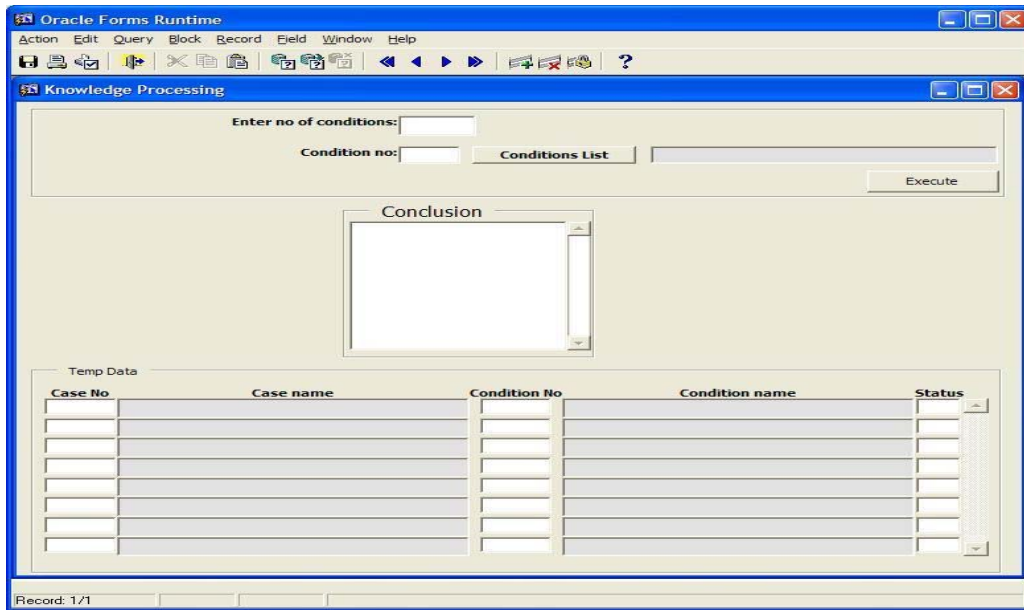 Oracle Forms Runtime
Action Edit Query Block Record Field Window Help
Knowledge Processing
Enter no of conditions:
Condition no: Conditions List
Execute
Conclusion
Temp Data
Case No Case name Condition No Condition name Status
Record: 1/1